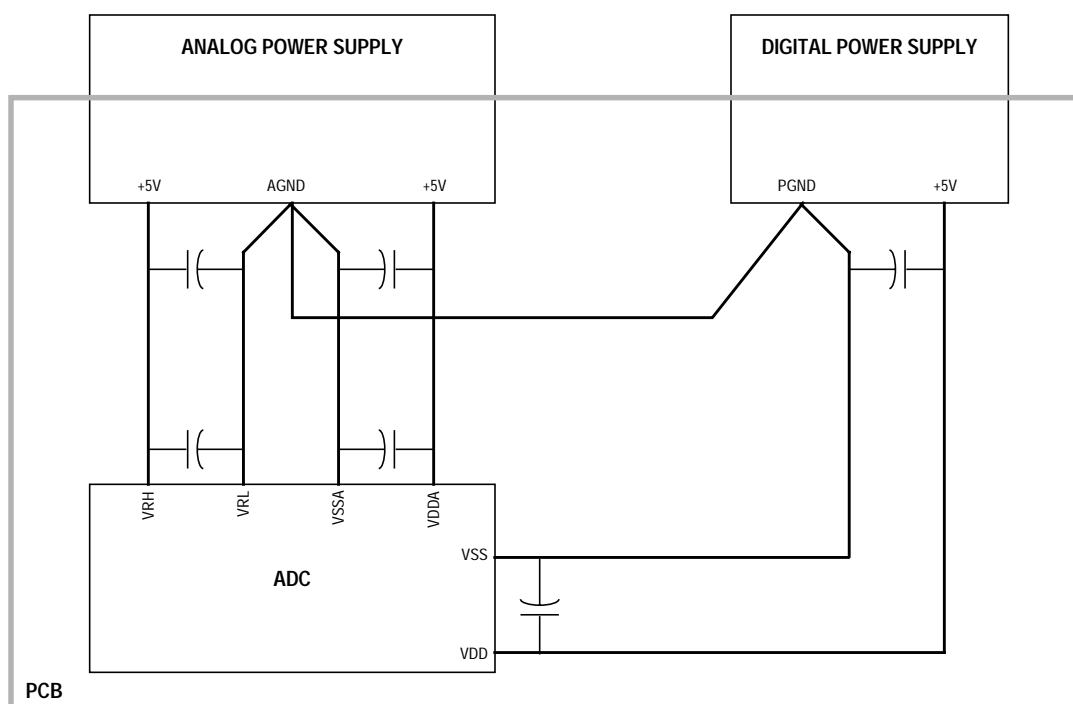 ANALOG POWER SUPPLY
DIGITAL POWER SUPPLY
+5V
AGND
+5V
PGND
+5V
VRH
VRL
VSSA
VDDA
VSS
ADC
VDD
PCB